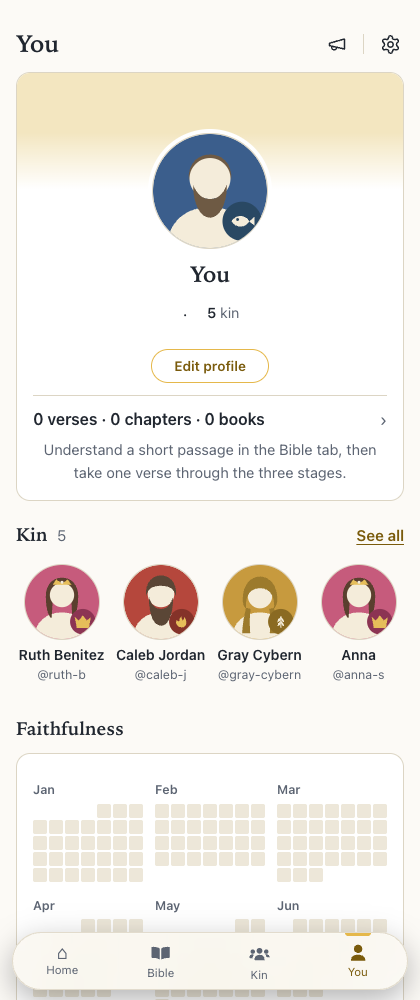 You
You
· 5 kin
Edit profile
0 verses · 0 chapters · 0 books ›
Understand a short passage in the Bible tab, then
take one verse through the three stages.
Kin 5 See all
Ruth Benitez Caleb Jordan Gray Cybern Anna
@ruth-b @caleb-j @gray-cybern @anna-s
Faithfulness
Jan Feb Mar
Apr May Jun
Home Bible Kin You